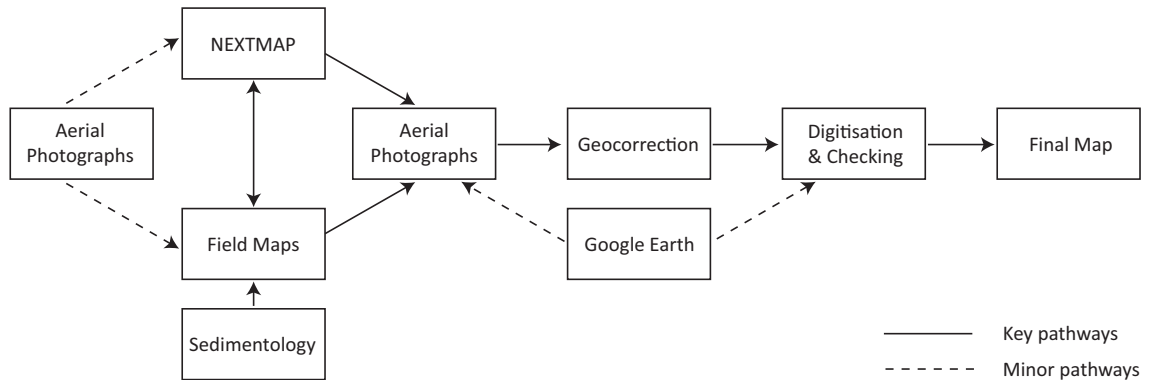 NEXTMAP
Aerial
Photographs
Aerial
Photographs
Geocorrection
Digitisation
& Checking
Final Map
Field Maps
Google Earth
Sedimentology
Key pathways
Minor pathways